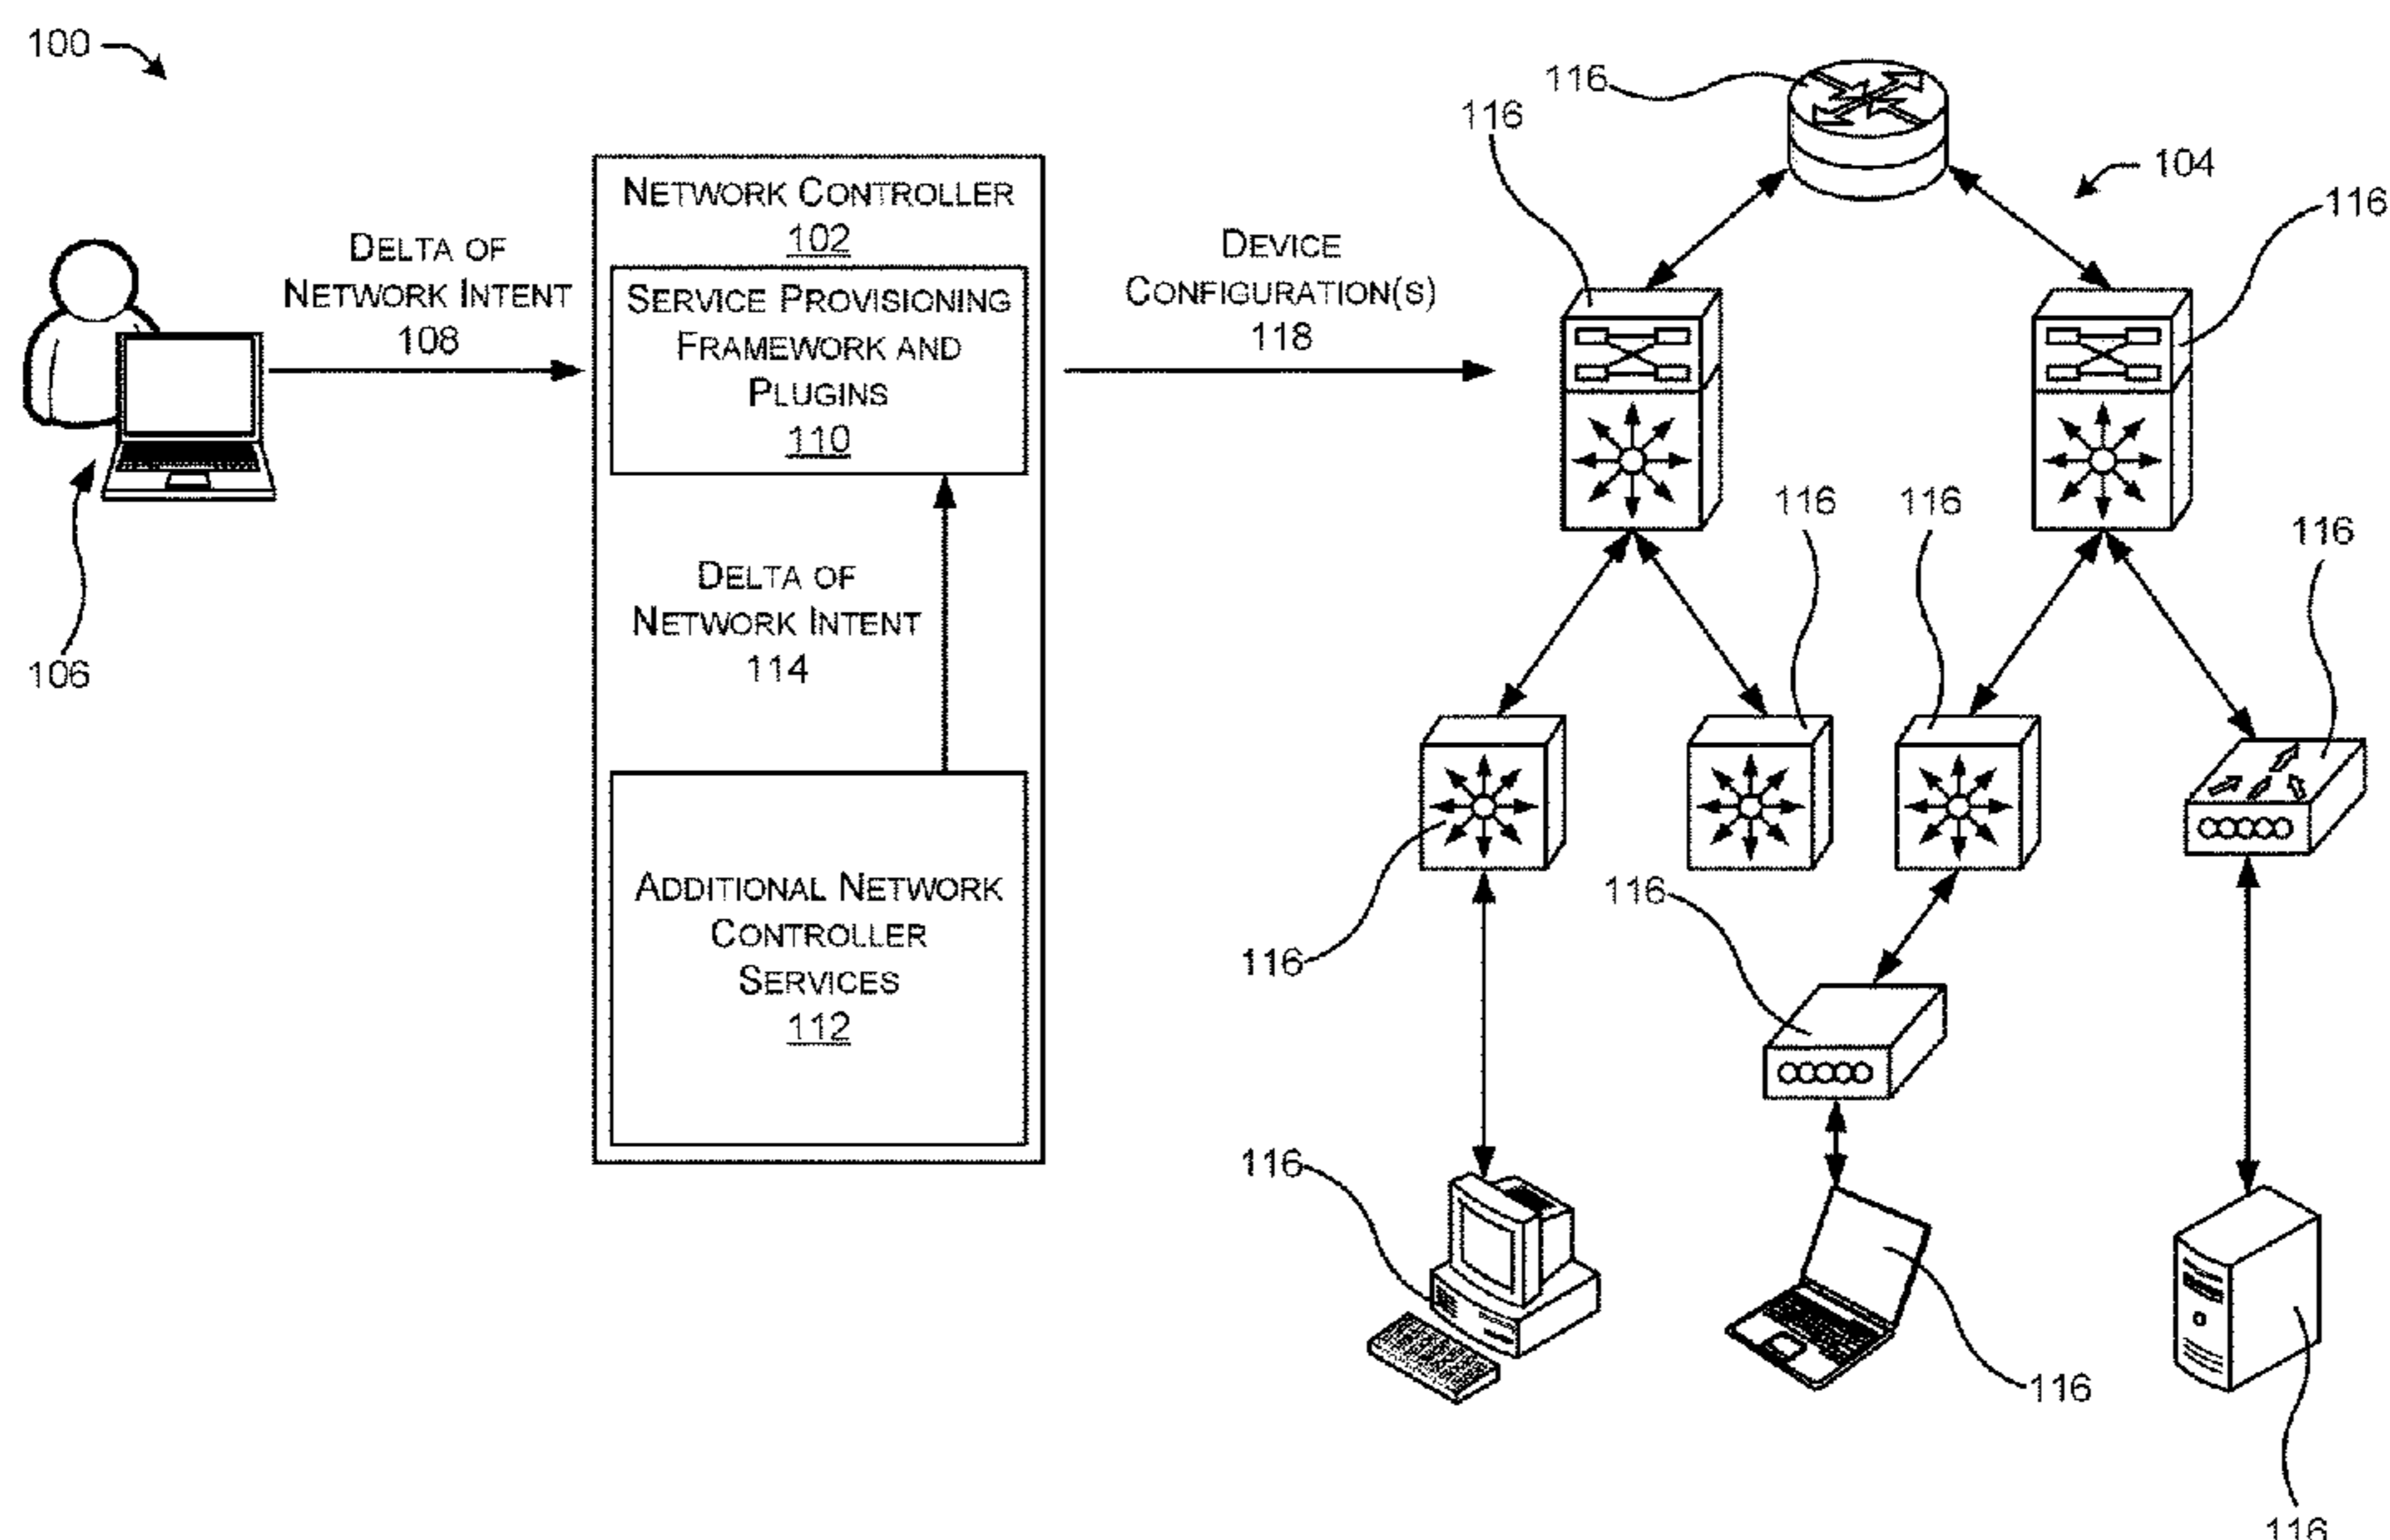 100
NETWORK CONTROLLER
102
SERVICE PROVISIONING
FRAMEWORK AND
PLUGINS
110
DELTA OF
NETWORK INTENT
108
106
DELTA OF
NETWORK INTENT
114
ADDITIONAL NETWORK
CONTROLLER
SERVICES
112
DEVICE
CONFIGURATION(S)
118
116
116
104
116
116
116
116
116
116
116
116
116